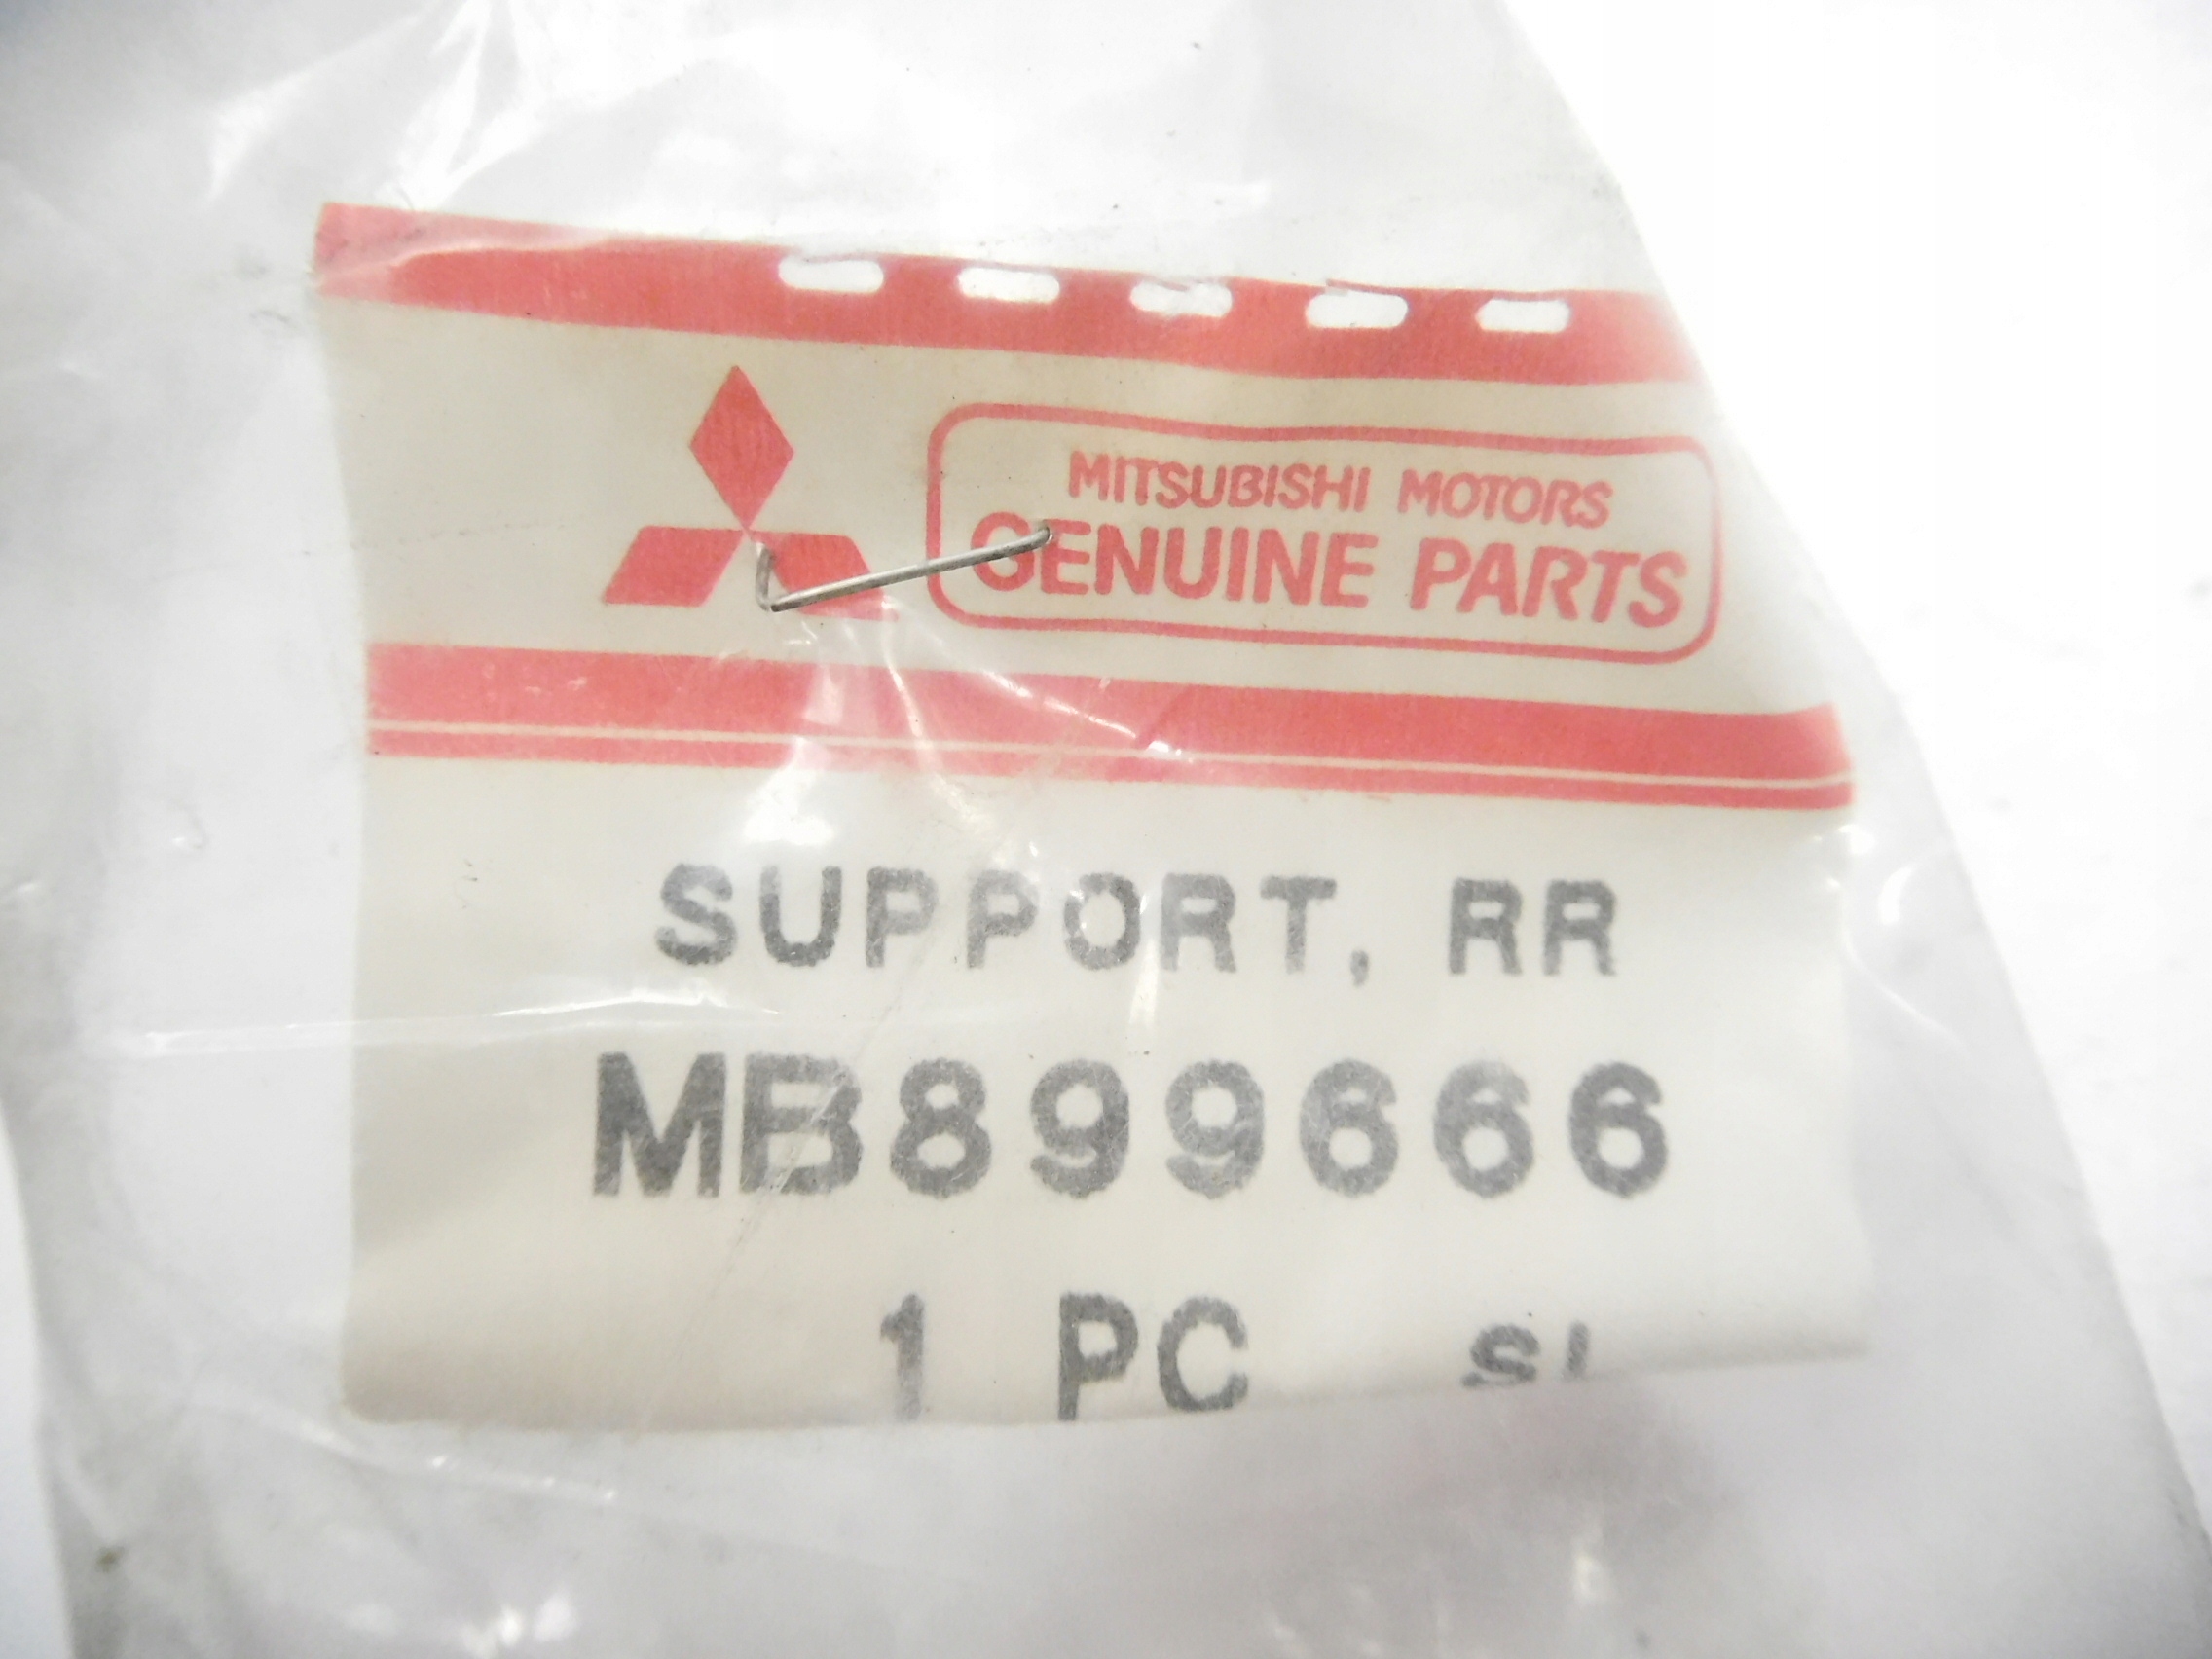 MITSUBISHI MOTORS
GENUINE PARTS
SUPPORT, RR
MB899666
1 PC